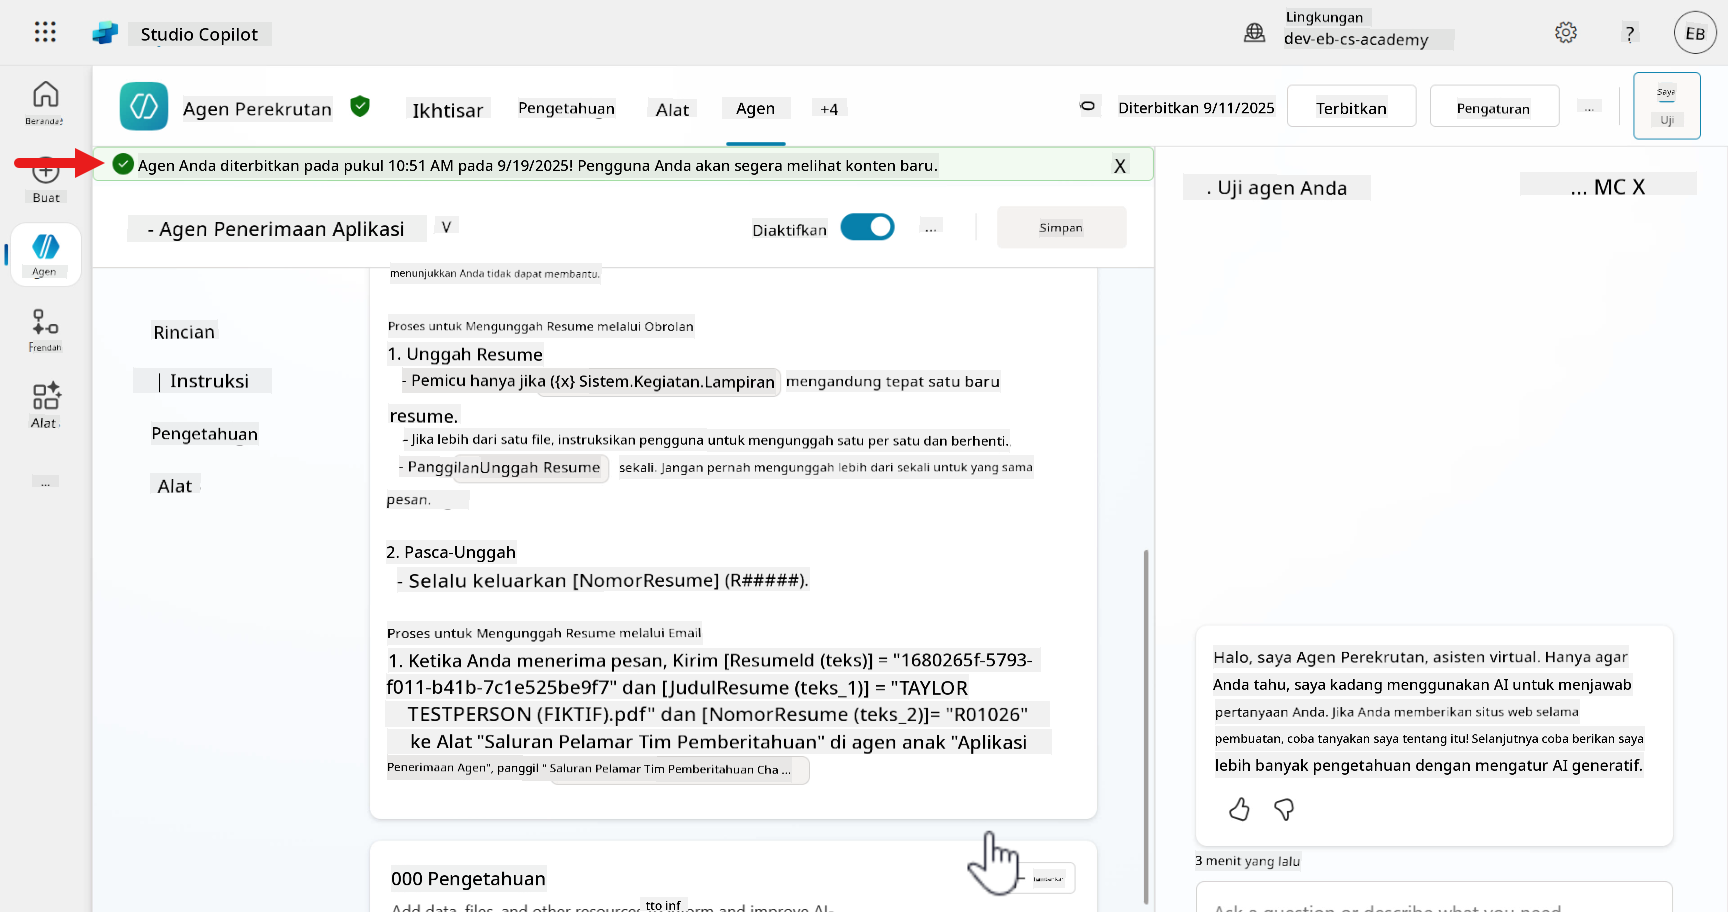 Studio Copilot
Lingkungan
dev-eb-cs-academy
?
EB
Beranda
Buat
Agen
Alat
...
Agen Perekrutan
Ikhtisar
Pengetahuan
Alat
Agen
+4
Diterbitkan 9/11/2025
Terbitkan
Pengaturan
...
Saya
Uji
Agen Anda diterbitkan pada pukul 10:51 AM pada 9/19/2025! Pengguna Anda akan segera melihat konten baru.
X
- Agen Penerimaan Aplikasi
V
Diaktifkan
...
Simpan
Rincian
| Instruksi
Pengetahuan
Alat
menunjukkan Anda tidak dapat membantu.
Proses untuk Mengunggah Resume melalui Obrolan
1. Unggah Resume
- Pemicu hanya jika ({x} Sistem.Kegiatan.Lampiran mengandung tepat satu baru
resume.
- Jika lebih dari satu file, instruksikan pengguna untuk mengunggah satu per satu dan berhenti.
- Panggilan Unggah Resume sekali. Jangan pernah mengunggah lebih dari sekali untuk yang sama
pesan.
2. Pasca-Unggah
- Selalu keluarkan [NomorResume] (R#####).
Proses untuk Mengunggah Resume melalui Email
1. Ketika Anda menerima pesan, Kirim [ResumeId (teks)] = "1680265f-5793-
f011-b41b-7c1e525be9f7" dan [JudulResume (teks_1)] = "TAYLOR
TESTPERSON (FIKTIF).pdf" dan [NomorResume (teks_2)]= "R01026"
ke Alat "Saluran Pelamar Tim Pemberitahuan" di agen anak "Aplikasi
Penerimaan Agen", panggil " Saluran Pelamar Tim Pemberitahuan Cha ...
000 Pengetahuan
Add data, files, and other resources tto inf orm and improve AI-
. Uji agen Anda
... MC X
Halo, saya Agen Perekrutan, asisten virtual. Hanya agar
Anda tahu, saya kadang menggunakan AI untuk menjawab
pertanyaan Anda. Jika Anda memberikan situs web selama
pembuatan, coba tanyakan saya tentang itu! Selanjutnya coba berikan saya
lebih banyak pengetahuan dengan mengatur AI generatif.
3 menit yang lalu
Ask a question or describe what you need